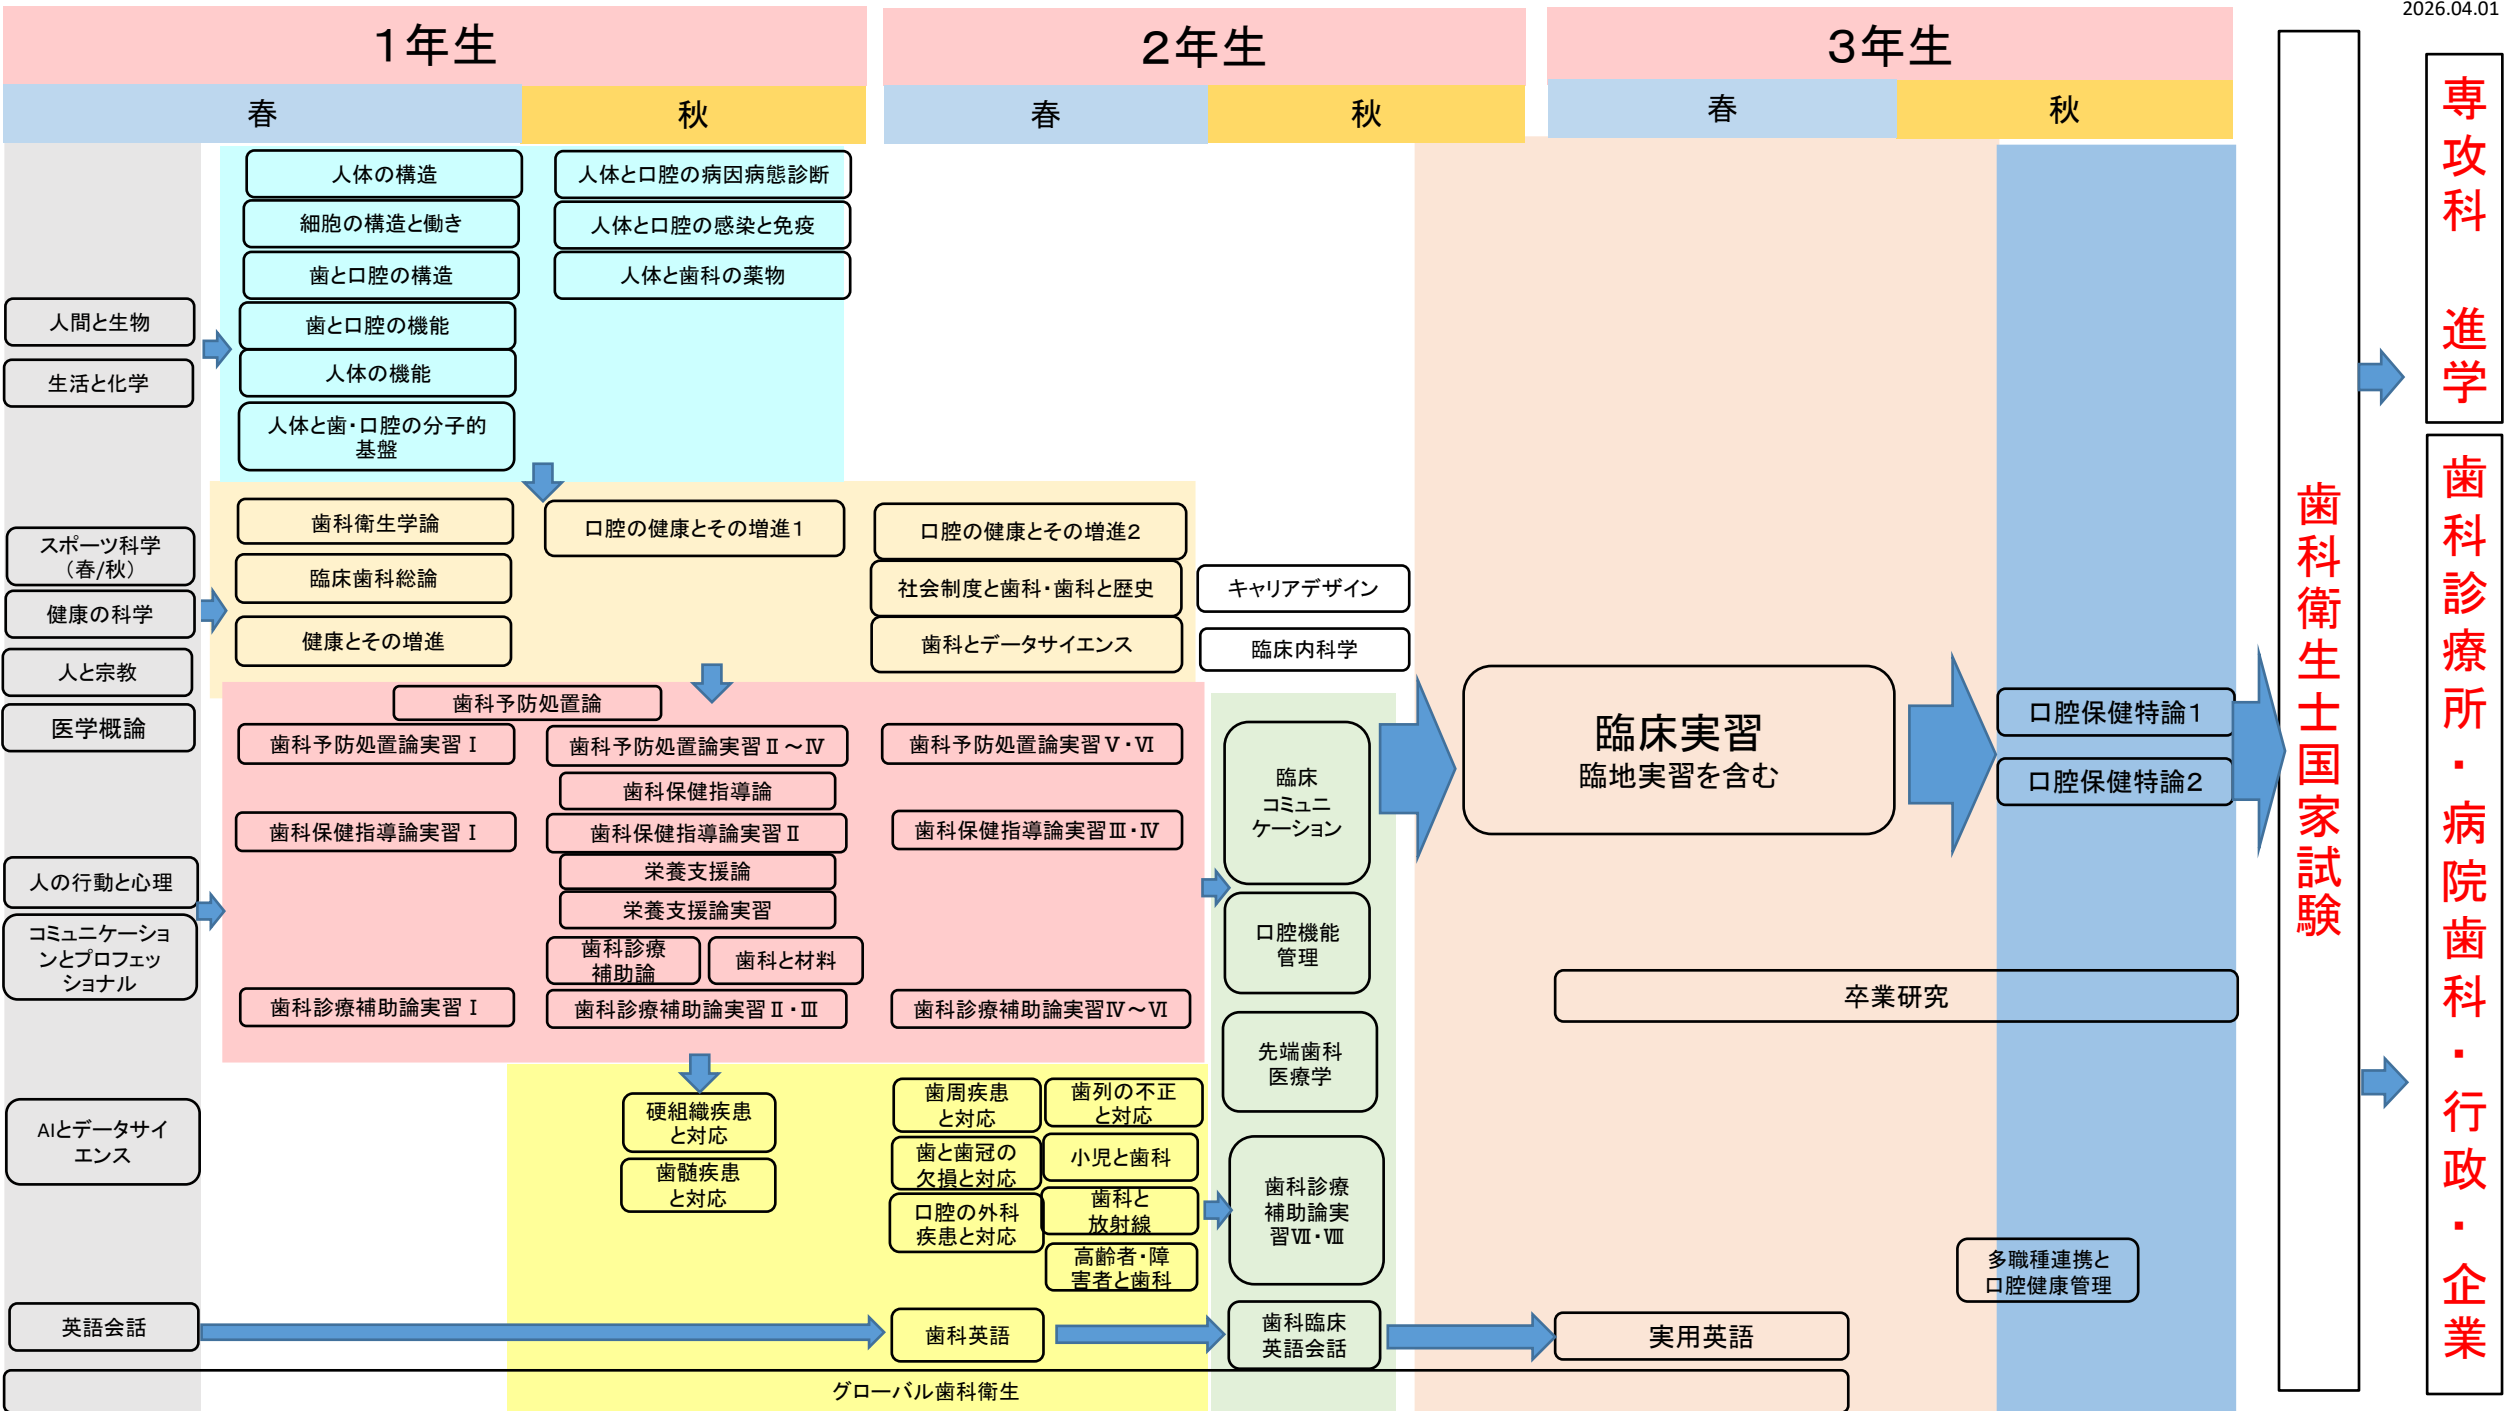 2026.04.01
1年生
2年生
3年生
春
秋
春
秋
春
秋
人間と生物
生活と化学
スポーツ科学
（春/秋）
健康の科学
人と宗教
医学概論
人の行動と心理
コミュニケーショ
ンとプロフェッ
ショナル
AIとデータサイ
エンス
英語会話
人体の構造
細胞の構造と働き
歯と口腔の構造
歯と口腔の機能
人体の機能
人体と歯・口腔の分子的
基盤
人体と口腔の病因病態診断
人体と口腔の感染と免疫
人体と歯科の薬物
歯科衛生学論
臨床歯科総論
健康とその増進
口腔の健康とその増進1
口腔の健康とその増進2
社会制度と歯科・歯科と歴史
歯科とデータサイエンス
キャリアデザイン
臨床内科学
歯科予防処置論
歯科予防処置論実習Ⅰ
歯科予防処置論実習Ⅱ～Ⅳ
歯科予防処置論実習Ⅴ・Ⅵ
歯科保健指導論
歯科保健指導論実習Ⅰ
歯科保健指導論実習Ⅱ
歯科保健指導論実習Ⅲ・Ⅳ
栄養支援論
栄養支援論実習
歯科診療
補助論
歯科と材料
歯科診療補助論実習Ⅰ
歯科診療補助論実習Ⅱ・Ⅲ
歯科診療補助論実習Ⅳ～Ⅵ
硬組織疾患
と対応
歯髄疾患
と対応
歯周疾患
と対応
歯列の不正
と対応
歯と歯冠の
欠損と対応
小児と歯科
口腔の外科
疾患と対応
歯科と
放射線
高齢者・障
害者と歯科
歯科英語
臨床
コミュニ
ケーション
口腔機能
管理
先端歯科
医療学
歯科診療
補助論実
習Ⅶ・Ⅷ
歯科臨床
英語会話
臨床実習
臨地実習を含む
口腔保健特論1
口腔保健特論2
卒業研究
多職種連携と
口腔健康管理
実用英語
グローバル歯科衛生
歯科衛生士国家試験
専攻科　進学
歯科診療所・病院歯科・行政・企業